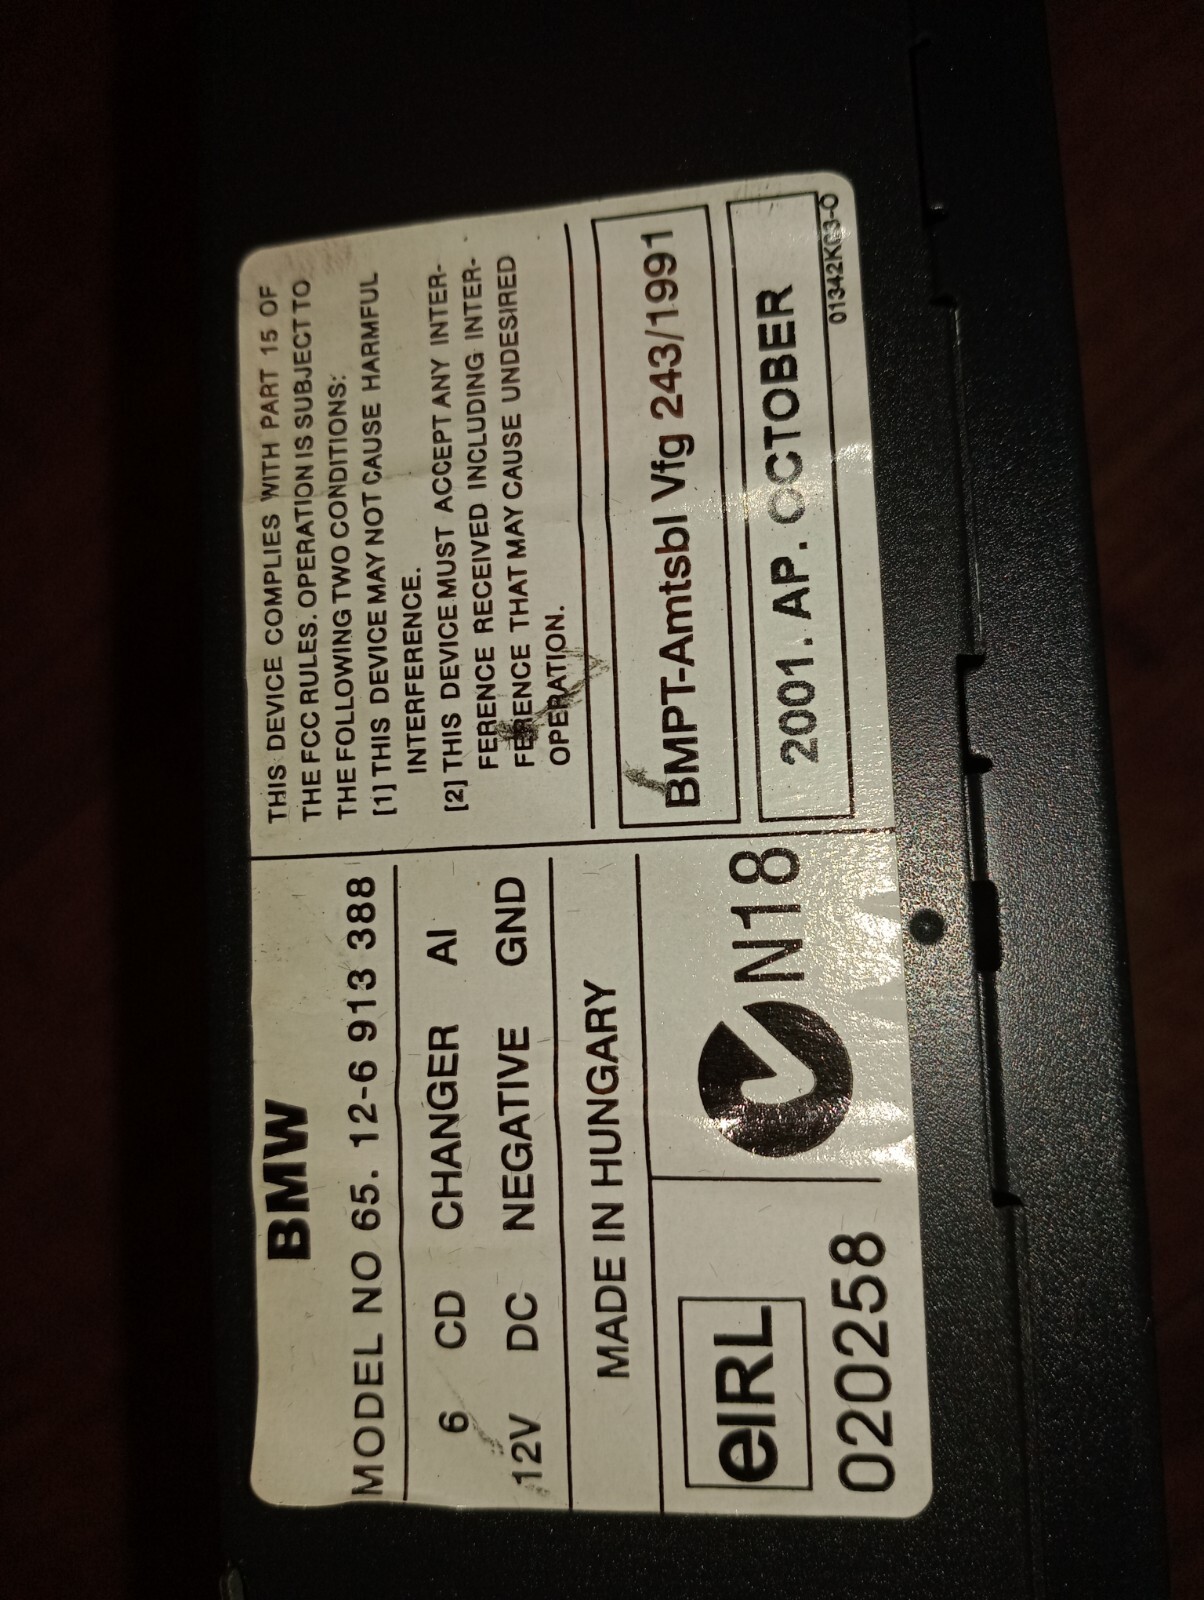 BMW
MODEL NO 65. 12-6 913 388
6 CD CHANGER AI
12V DC NEGATIVE GND
MADE IN HUNGARY
eIRL
020258
N18
THIS DEVICE COMPLIES WITH PART 15 OF
THE FCC RULES. OPERATION IS SUBJECT TO
THE FOLLOWING TWO CONDITIONS:
[1] THIS DEVICE MAY NOT CAUSE HARMFUL
INTERFERENCE.
[2] THIS DEVICE MUST ACCEPT ANY INTER-
FERENCE RECEIVED INCLUDING INTER-
FERENCE THAT MAY CAUSE UNDESIRED
OPERATION.
BMPT-Amtsbl Vfg 243/1991
2001. AP. OCTOBER